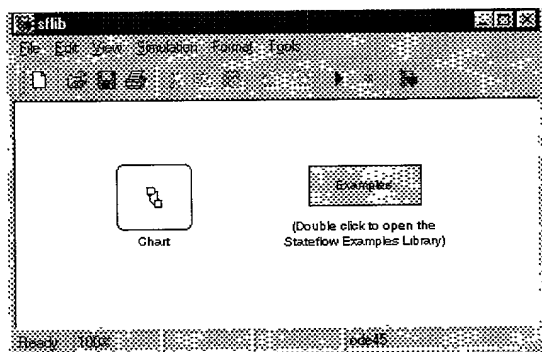 sflib
File Edit View Simulation Format Tools
Examples
Chart
(Double click to open the
Stateflow Examples Library)
Ready 100% ode45